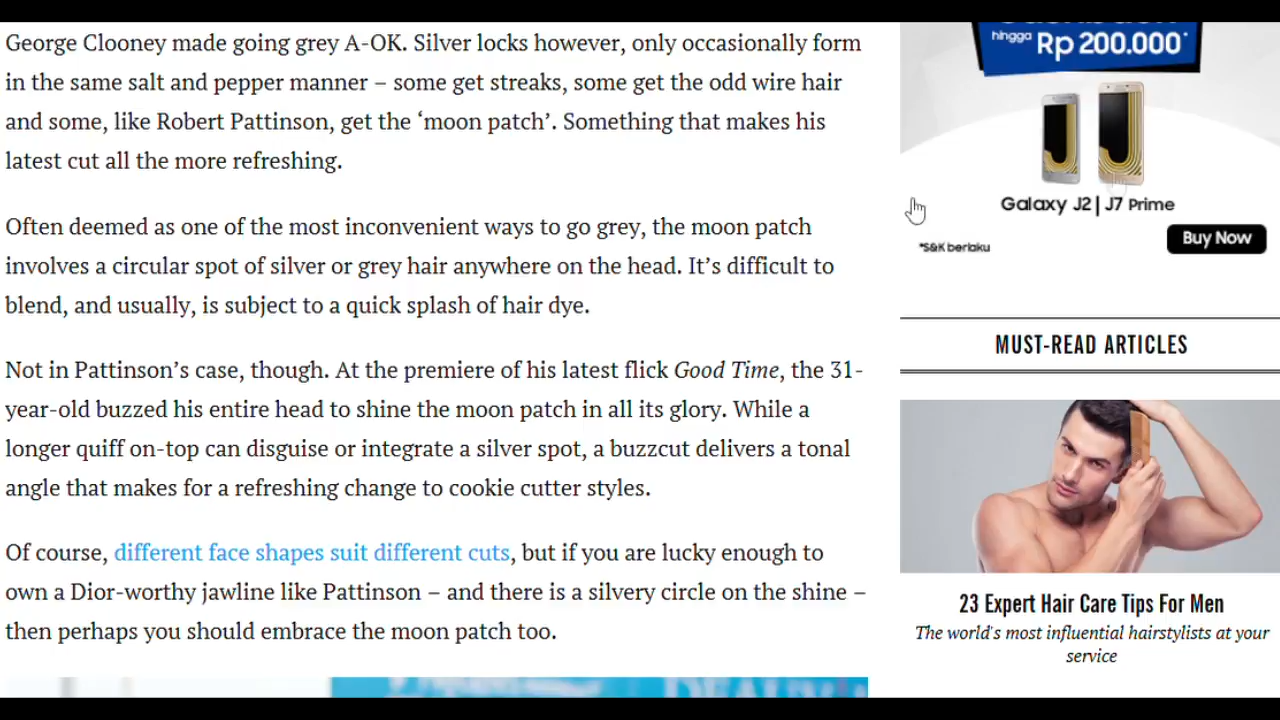 George Clooney made going grey A-OK. Silver locks however, only occasionally form
in the same salt and pepper manner – some get streaks, some get the odd wire hair
and some, like Robert Pattinson, get the ‘moon patch’. Something that makes his
latest cut all the more refreshing.
Often deemed as one of the most inconvenient ways to go grey, the moon patch
involves a circular spot of silver or grey hair anywhere on the head. It’s difficult to
blend, and usually, is subject to a quick splash of hair dye.
Not in Pattinson’s case, though. At the premiere of his latest flick Good Time, the 31-
year-old buzzed his entire head to shine the moon patch in all its glory. While a
longer quiff on-top can disguise or integrate a silver spot, a buzzcut delivers a tonal
angle that makes for a refreshing change to cookie cutter styles.
Of course, different face shapes suit different cuts, but if you are lucky enough to
own a Dior-worthy jawline like Pattinson – and there is a silvery circle on the shine –
then perhaps you should embrace the moon patch too.
hingga Rp 200.000*
Galaxy J2 | J7 Prime
*S&K berlaku
Buy Now
MUST-READ ARTICLES
23 Expert Hair Care Tips For Men
The world's most influential hairstylists at your
service